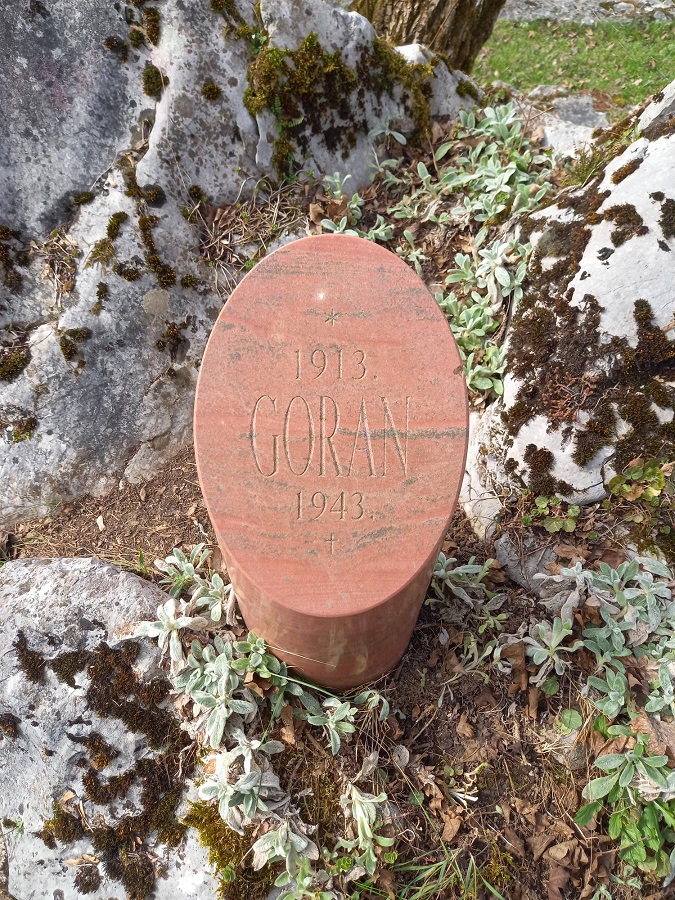 *
1913.
GORAN
1943.
†